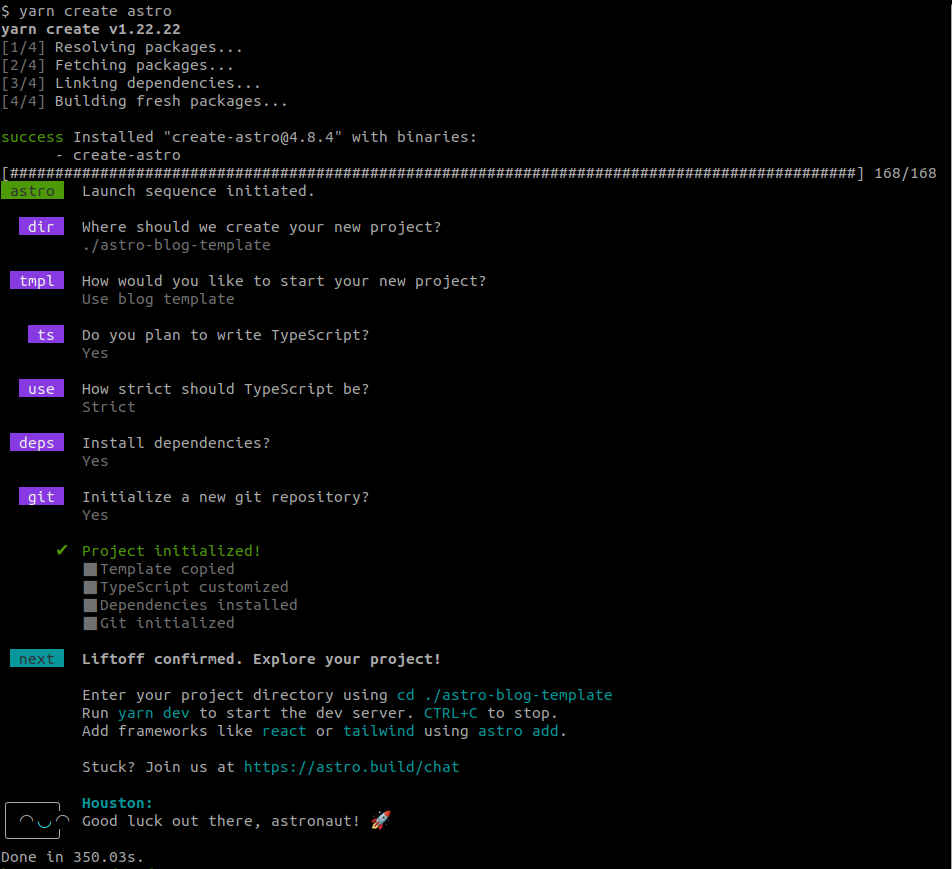 $ yarn create astro
yarn create v1.22.22
[1/4] Resolving packages...
[2/4] Fetching packages...
[3/4] Linking dependencies...
[4/4] Building fresh packages...
success Installed "create-astro@4.8.4" with binaries:
- create-astro
[##############################################################################################] 168/168
astro Launch sequence initiated.
dir Where should we create your new project?
./astro-blog-template
tmpl How would you like to start your new project?
Use blog template
ts Do you plan to write TypeScript?
Yes
use How strict should TypeScript be?
Strict
deps Install dependencies?
Yes
git Initialize a new git repository?
Yes
✔ Project initialized!
■ Template copied
■ TypeScript customized
■ Dependencies installed
■ Git initialized
next Liftoff confirmed. Explore your project!
Enter your project directory using cd ./astro-blog-template
Run yarn dev to start the dev server. CTRL+C to stop.
Add frameworks like react or tailwind using astro add.
Stuck? Join us at https://astro.build/chat
Houston:
Good luck out there, astronaut! 🚀
Done in 350.03s.